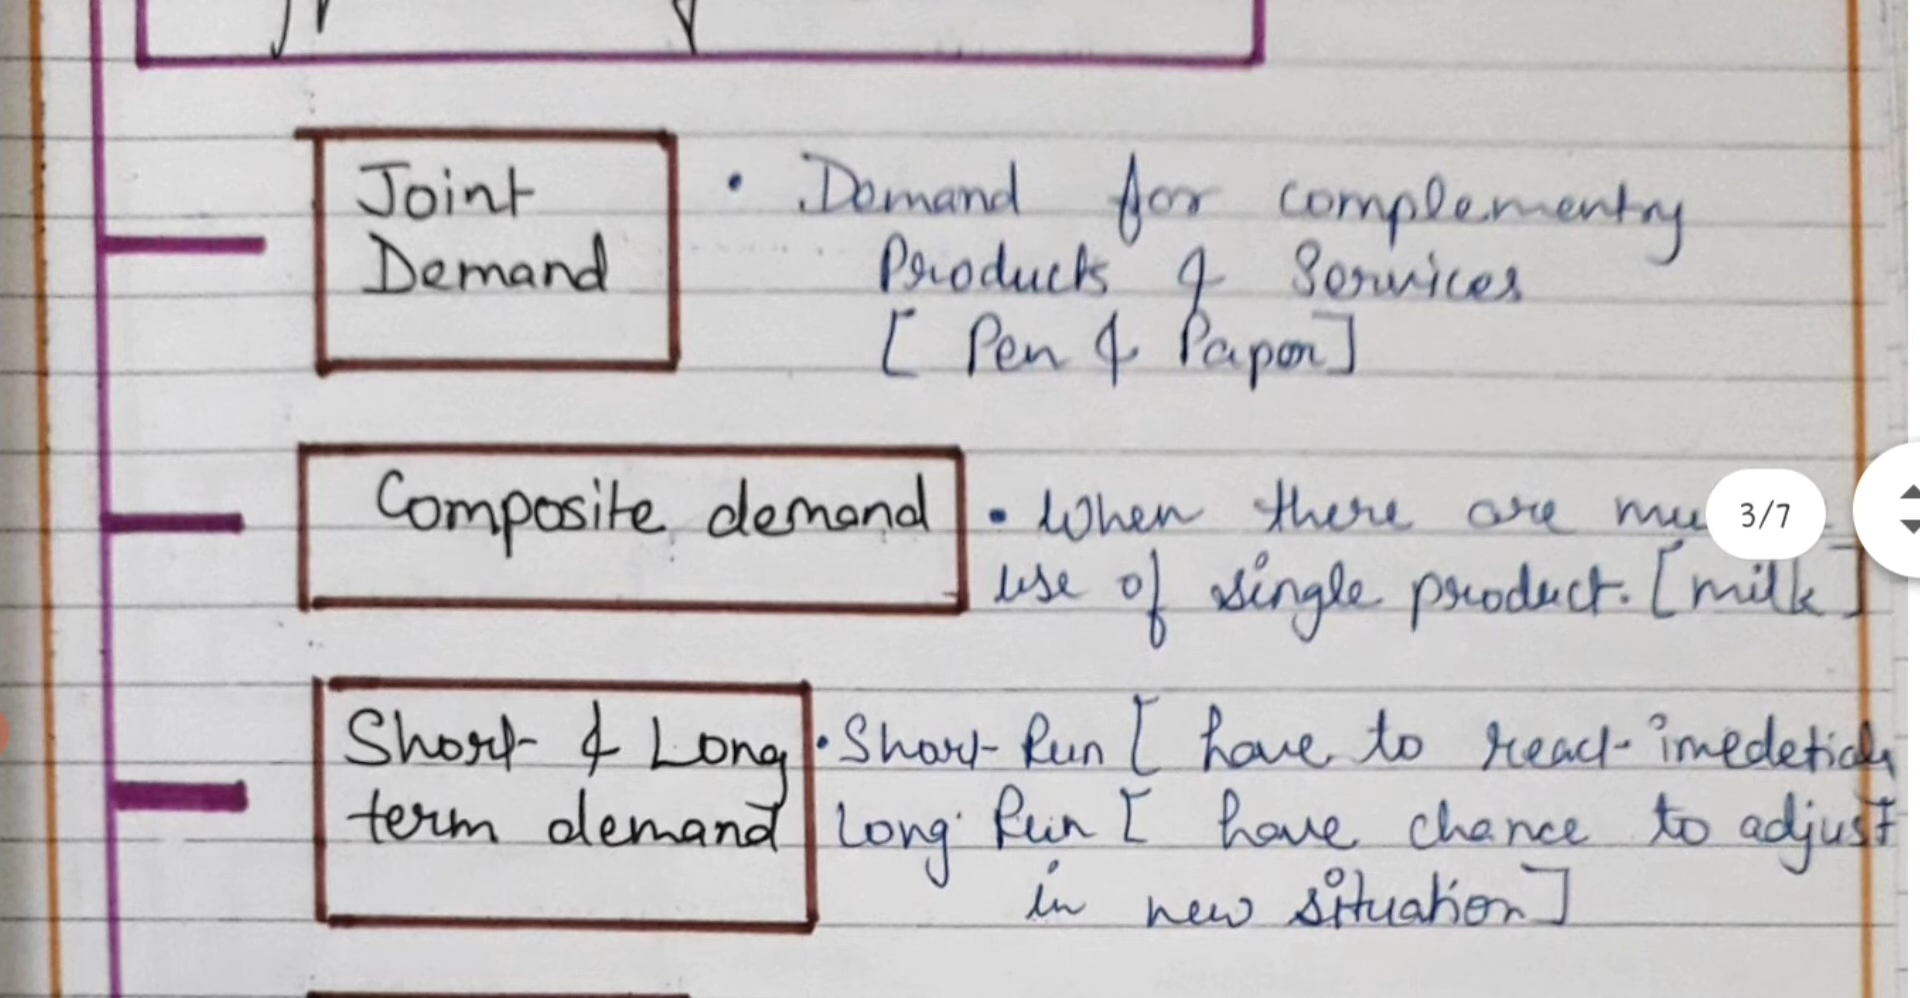 Joint
Demand
• Demand for complementry
Products & Services
[ Pen & Paper]
Composite demand
• When there are
use of single product. [milk]
3/7
Short & Long
term demand
• Short Run [ have to react imedetialy
Long Run [ have chance to adjust
in new situation]